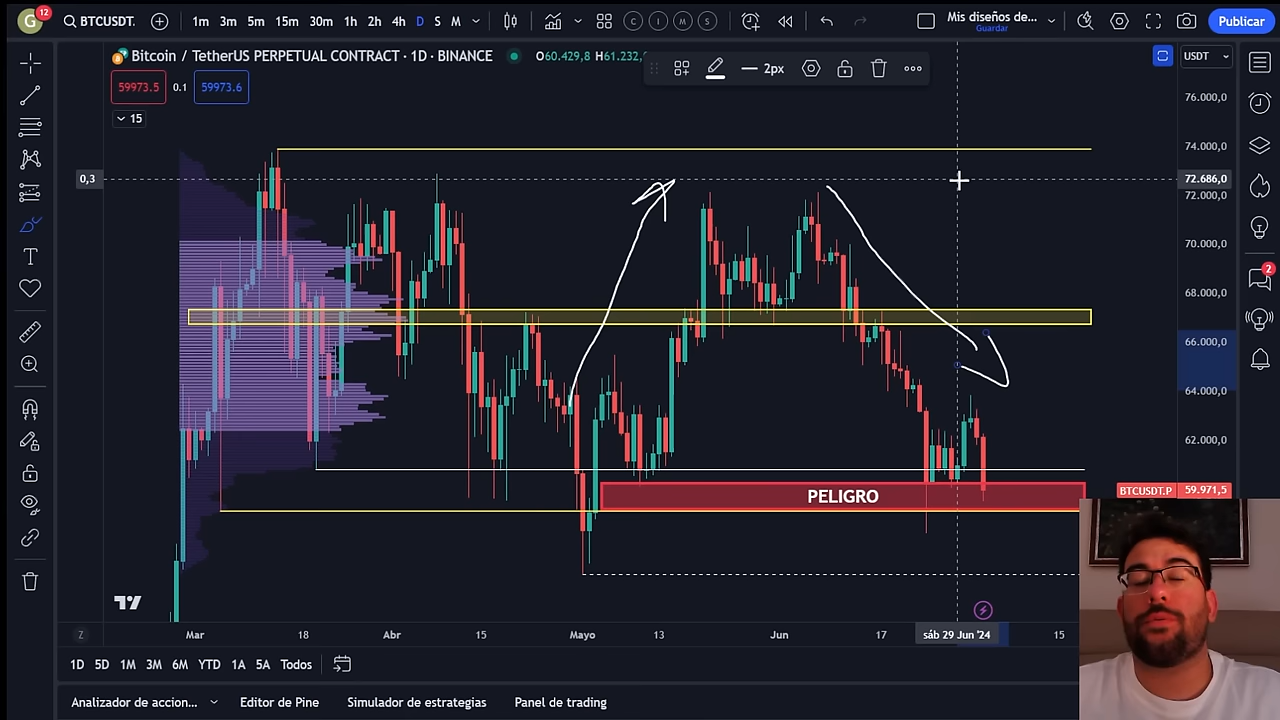 G 12 BTCUSDT. 1m 3m 5m 15m 30m 1h 2h 4h D S M C I M S Mis diseños de... Publicar
Guardar
Bitcoin / TetherUS PERPETUAL CONTRACT · 1D · BINANCE O60.429,8 H61.232, 2px USDT
59973.5 0.1 59973.6
15
76.000,0
74.000,0
0,3 72.686,0
72.000,0
70.000,0
2
68.000,0
66.000,0
64.000,0
62.000,0
PELIGRO
BTCUSDT.P 59.971,5
Z Mar 18 Abr 15 Mayo 13 Jun 17 sáb 29 Jun '24 15
1D 5D 1M 3M 6M YTD 1A 5A Todos
Analizador de accion... Editor de Pine Simulador de estrategias Panel de trading